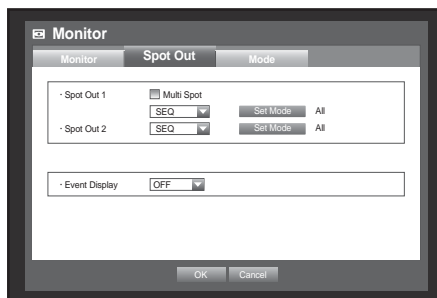 Monitor
Monitor Spot Out Mode
· Spot Out 1 Multi Spot
SEQ Set Mode All
· Spot Out 2 SEQ Set Mode All
· Event Display OFF
OK Cancel